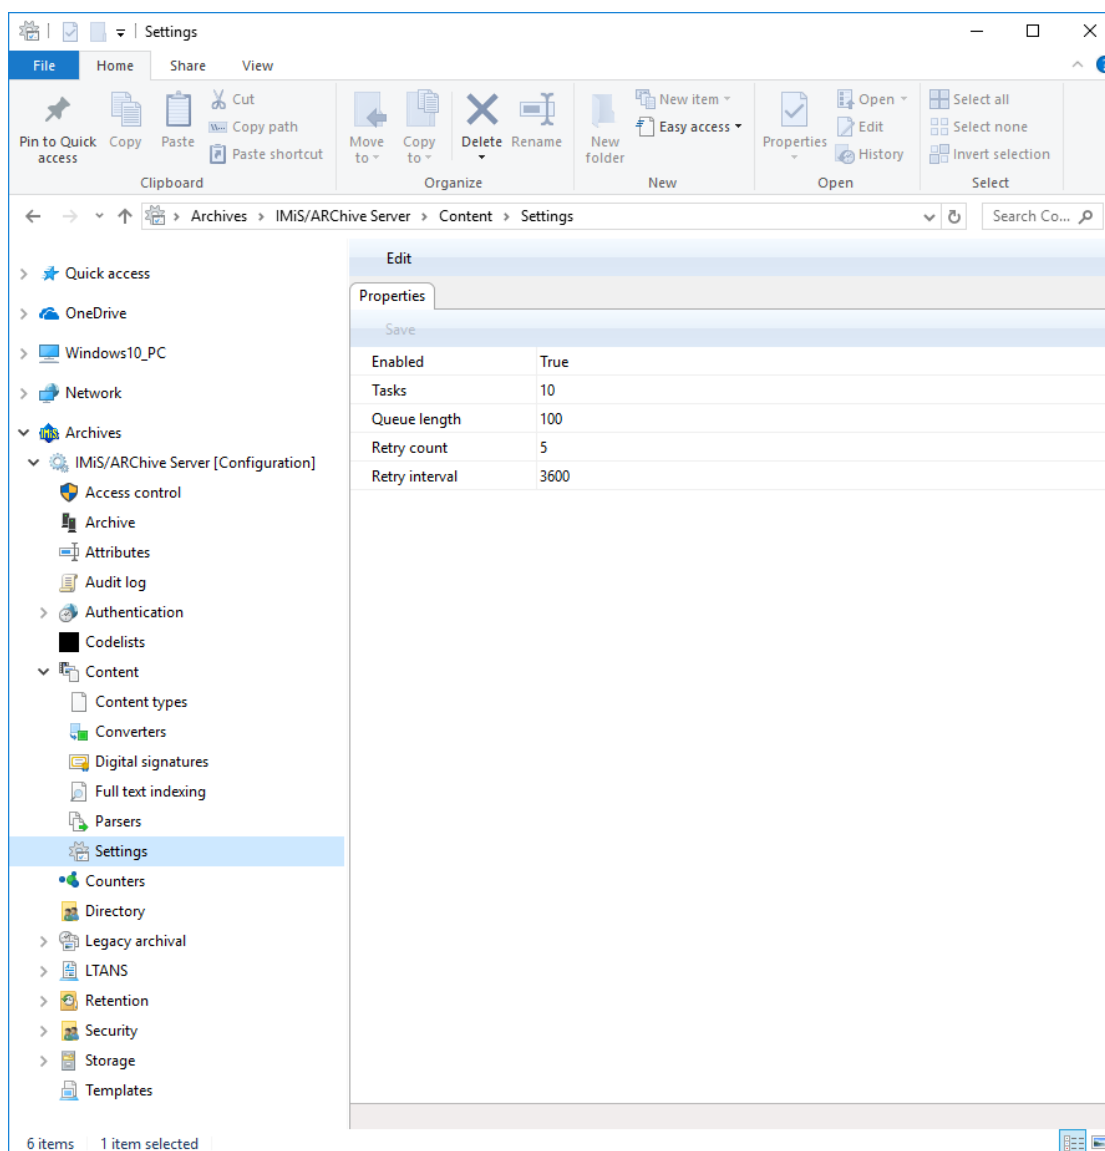 Settings
File Home Share View
Pin to Quick access
Copy
Paste
Cut
Copy path
Paste shortcut
Clipboard
Move to
Copy to
Delete
Rename
Organize
New folder
New item
Easy access
New
Properties
Open
Edit
History
Open
Select all
Select none
Invert selection
Select
Archives > IMiS/ARChive Server > Content > Settings
Search Co...
Quick access
OneDrive
Windows10_PC
Network
Archives
IMiS/ARChive Server [Configuration]
Access control
Archive
Attributes
Audit log
Authentication
Codelists
Content
Content types
Converters
Digital signatures
Full text indexing
Parsers
Settings
Counters
Directory
Legacy archival
LTANS
Retention
Security
Storage
Templates
Edit
Properties
Save
Enabled True
Tasks 10
Queue length 100
Retry count 5
Retry interval 3600
6 items 1 item selected